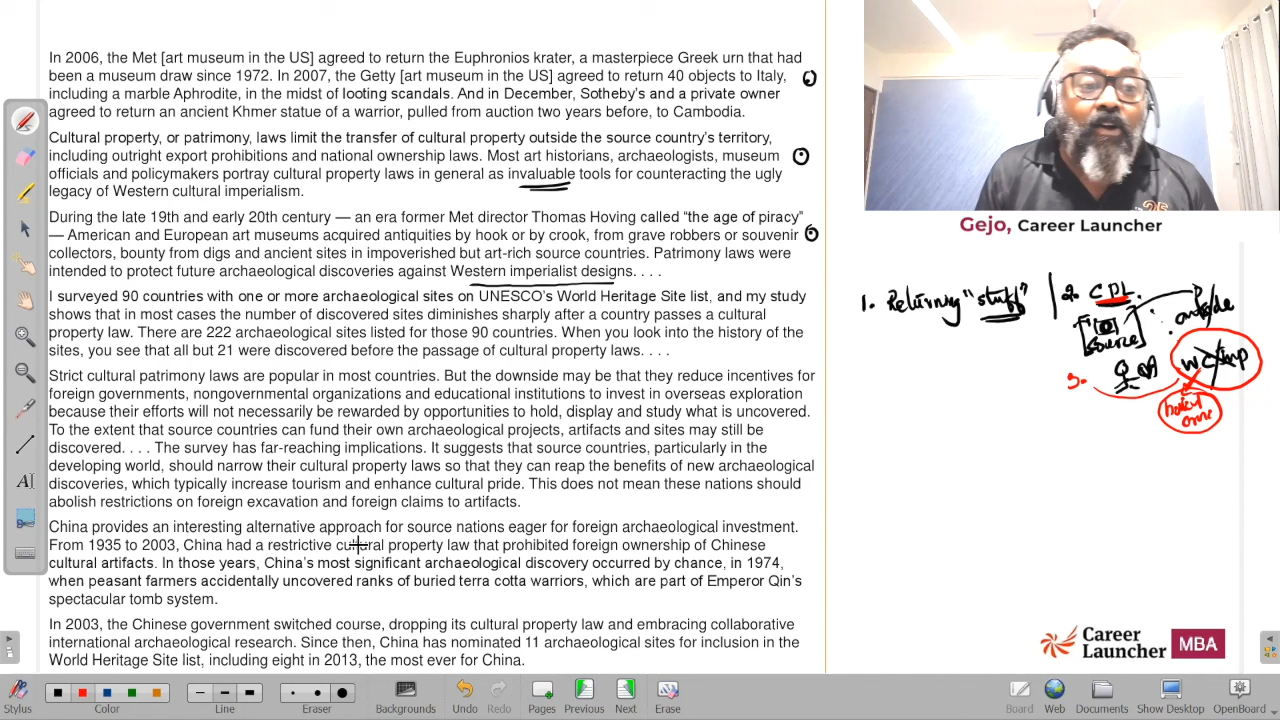 In 2006, the Met [art museum in the US] agreed to return the Euphronios krater, a masterpiece Greek urn that had
been a museum draw since 1972. In 2007, the Getty [art museum in the US] agreed to return 40 objects to Italy,
including a marble Aphrodite, in the midst of looting scandals. And in December, Sotheby's and a private owner
agreed to return an ancient Khmer statue of a warrior, pulled from auction two years before, to Cambodia.
Cultural property, or patrimony, laws limit the transfer of cultural property outside the source country's territory,
including outright export prohibitions and national ownership laws. Most art historians, archaeologists, museum
officials and policymakers portray cultural property laws in general as invaluable tools for counteracting the ugly
legacy of Western cultural imperialism.
During the late 19th and early 20th century — an era former Met director Thomas Hoving called “the age of piracy”
— American and European art museums acquired antiquities by hook or by crook, from grave robbers or souvenir
collectors, bounty from digs and ancient sites in impoverished but art-rich source countries. Patrimony laws were
intended to protect future archaeological discoveries against Western imperialist designs. . . .
I surveyed 90 countries with one or more archaeological sites on UNESCO's World Heritage Site list, and my study
shows that in most cases the number of discovered sites diminishes sharply after a country passes a cultural
property law. There are 222 archaeological sites listed for those 90 countries. When you look into the history of the
sites, you see that all but 21 were discovered before the passage of cultural property laws. . . .
Strict cultural patrimony laws are popular in most countries. But the downside may be that they reduce incentives for
foreign governments, nongovernmental organizations and educational institutions to invest in overseas exploration
because their efforts will not necessarily be rewarded by opportunities to hold, display and study what is uncovered.
To the extent that source countries can fund their own archaeological projects, artifacts and sites may still be
discovered. . . . The survey has far-reaching implications. It suggests that source countries, particularly in the
developing world, should narrow their cultural property laws so that they can reap the benefits of new archaeological
discoveries, which typically increase tourism and enhance cultural pride. This does not mean these nations should
abolish restrictions on foreign excavation and foreign claims to artifacts.
China provides an interesting alternative approach for source nations eager for foreign archaeological investment.
From 1935 to 2003, China had a restrictive cultural property law that prohibited foreign ownership of Chinese
cultural artifacts. In those years, China's most significant archaeological discovery occurred by chance, in 1974,
when peasant farmers accidentally uncovered ranks of buried terra cotta warriors, which are part of Emperor Qin's
spectacular tomb system.
In 2003, the Chinese government switched course, dropping its cultural property law and embracing collaborative
international archaeological research. Since then, China has nominated 11 archaeological sites for inclusion in the
World Heritage Site list, including eight in 2013, the most ever for China.
Gejo, Career Launcher
1. Returning "stuff"
2. CPL
outside
Source
3.
Career
Launcher MBA
Stylus Color Line Eraser Backgrounds Undo Redo Pages Previous Next Erase Board Web Documents Show Desktop OpenBoard